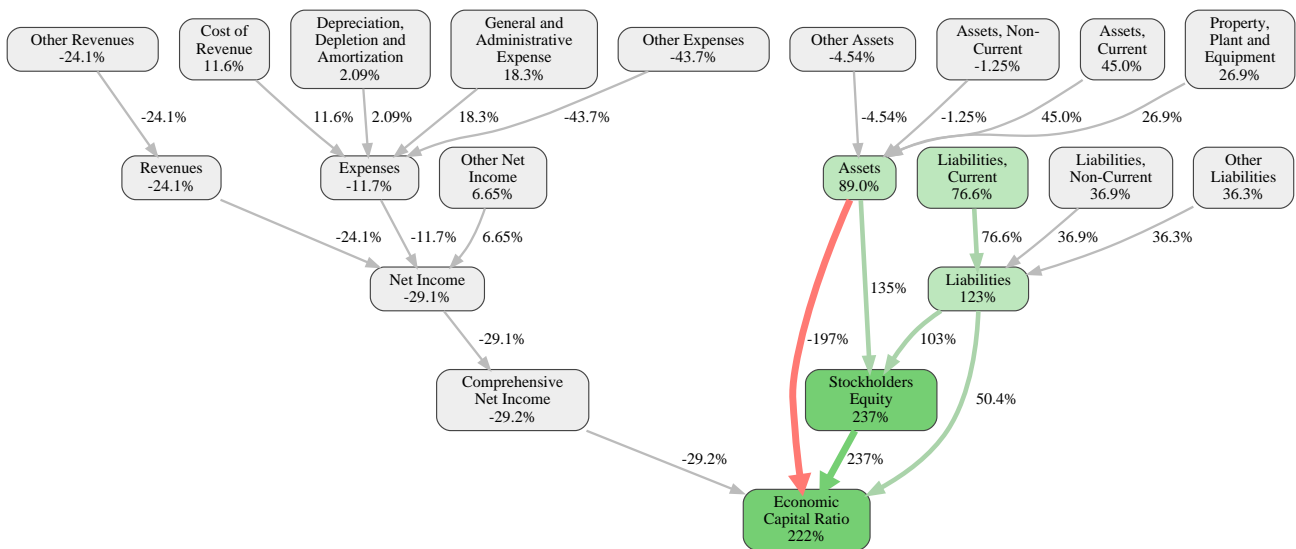 Other Revenues
-24.1%
Cost of
Revenue
11.6%
Depreciation,
Depletion and
Amortization
2.09%
General and
Administrative
Expense
18.3%
Other Expenses
-43.7%
Other Assets
-4.54%
Assets, Non-
Current
-1.25%
Assets,
Current
45.0%
Property,
Plant and
Equipment
26.9%
-24.1%
11.6%
2.09%
18.3%
-43.7%
-4.54%
-1.25%
45.0%
26.9%
Revenues
-24.1%
Expenses
-11.7%
Other Net
Income
6.65%
Assets
89.0%
Liabilities,
Current
76.6%
Liabilities,
Non-Current
36.9%
Other
Liabilities
36.3%
-24.1%
-11.7%
6.65%
76.6%
36.9%
36.3%
Net Income
-29.1%
135%
Liabilities
123%
-29.1%
-197%
103%
Comprehensive
Net Income
-29.2%
Stockholders
Equity
237%
50.4%
-29.2%
237%
Economic
Capital Ratio
222%